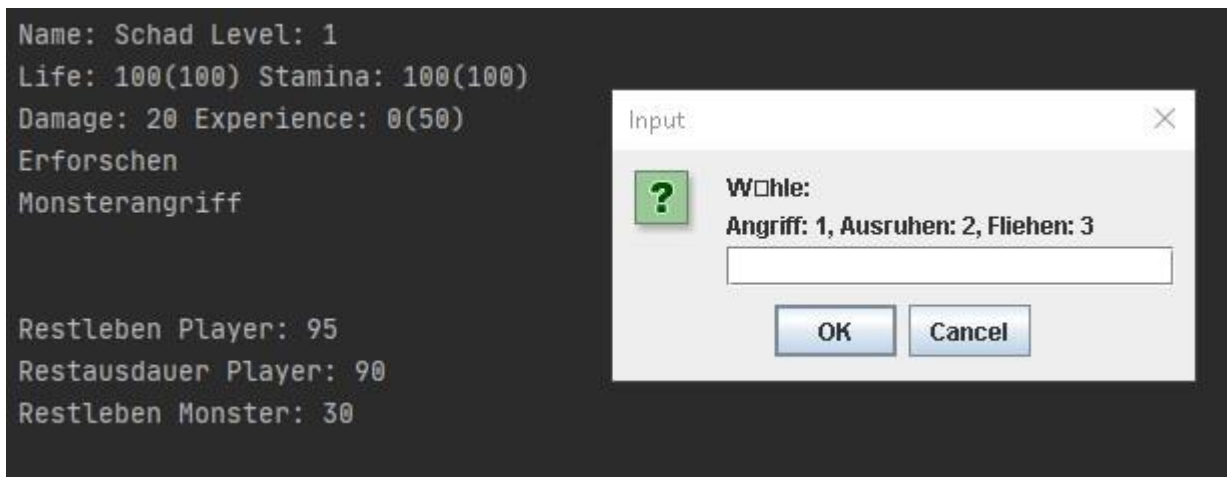 Name: Schad Level: 1
Life: 100(100) Stamina: 100(100)
Damage: 20 Experience: 0(50)
Erforschen
Monsterangriff
Restleben Player: 95
Restausdauer Player: 90
Restleben Monster: 30
Input
?
W□hle:
Angriff: 1, Ausruhen: 2, Fliehen: 3
OK
Cancel